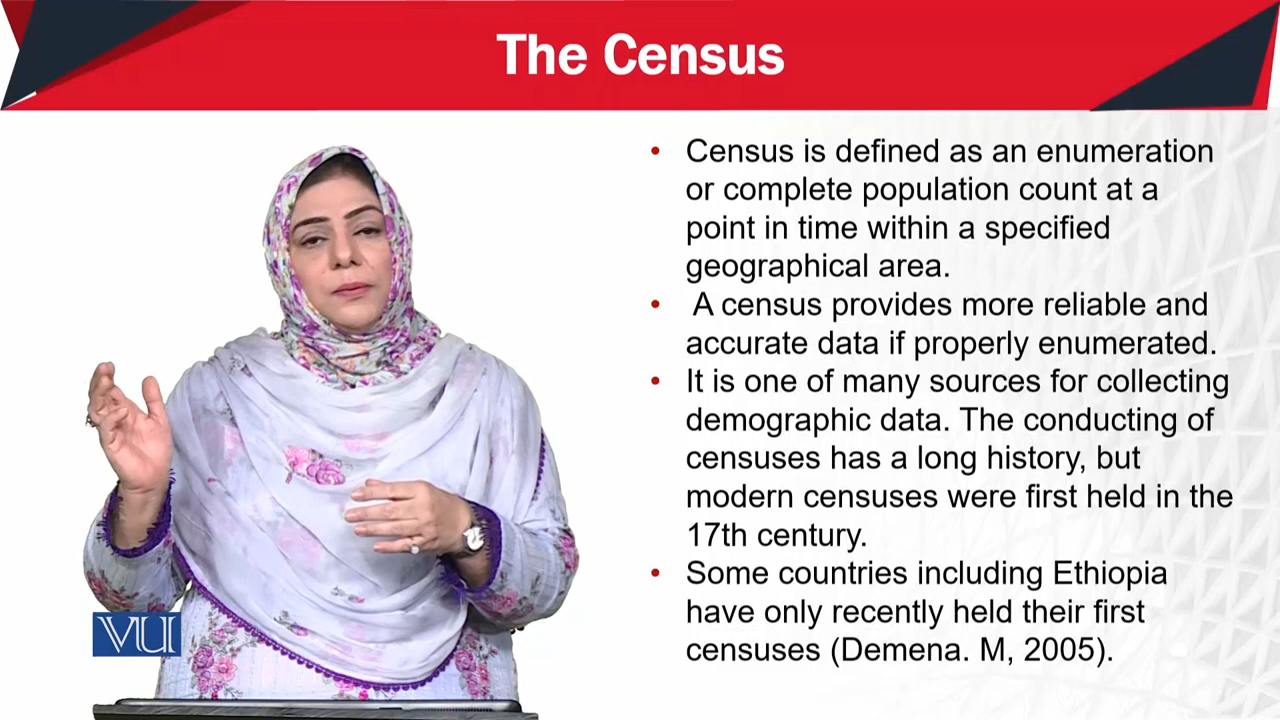 The Census
• Census is defined as an enumeration
or complete population count at a
point in time within a specified
geographical area.
• A census provides more reliable and
accurate data if properly enumerated.
• It is one of many sources for collecting
demographic data. The conducting of
censuses has a long history, but
modern censuses were first held in the
17th century.
• Some countries including Ethiopia
have only recently held their first
censuses (Demena. M, 2005).
VU